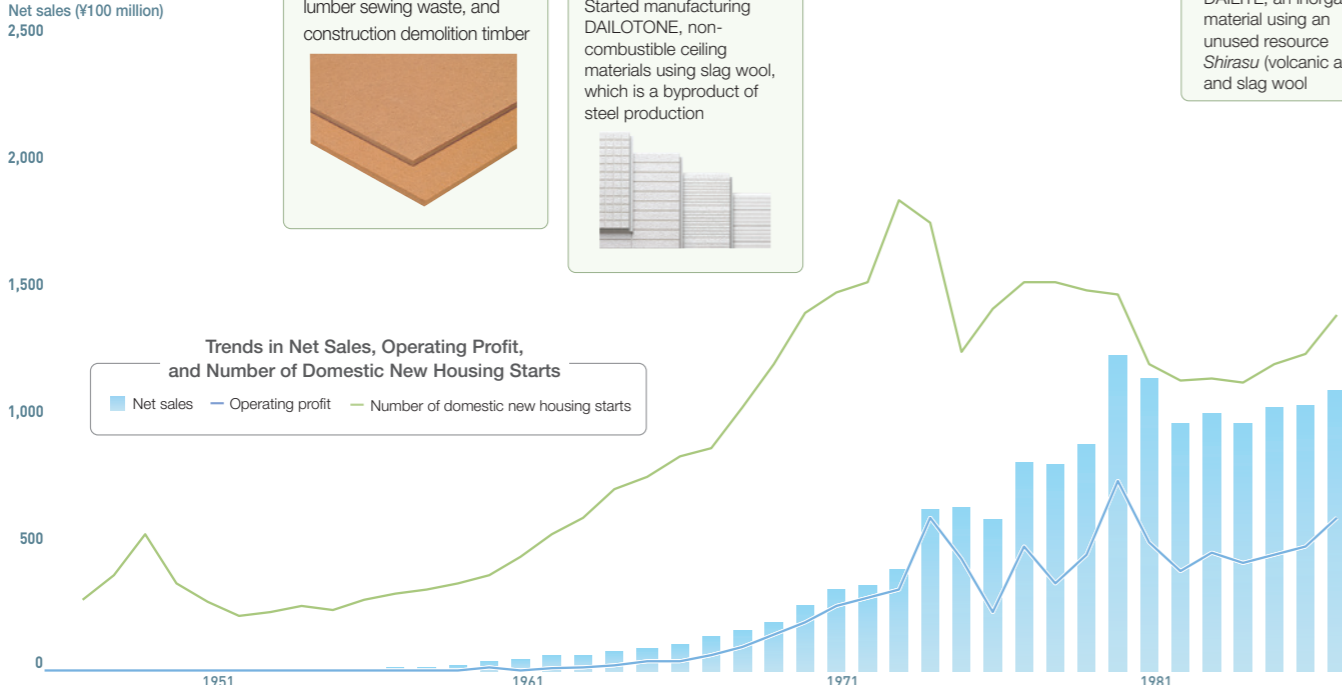 Net sales (¥100 million)
2,500
2,000
1,500
1,000
500
0
lumber sewing waste, and
construction demolition timber
Started manufacturing
DAILOTONE, non-
combustible ceiling
materials using slag wool,
which is a byproduct of
steel production
DAILITE, an
material using an
unused resource
Shirasu (volcanic
and slag wool
Trends in Net Sales, Operating Profit,
and Number of Domestic New Housing Starts
Net sales
Operating profit
Number of domestic new housing starts
1951
1961
1971
1981